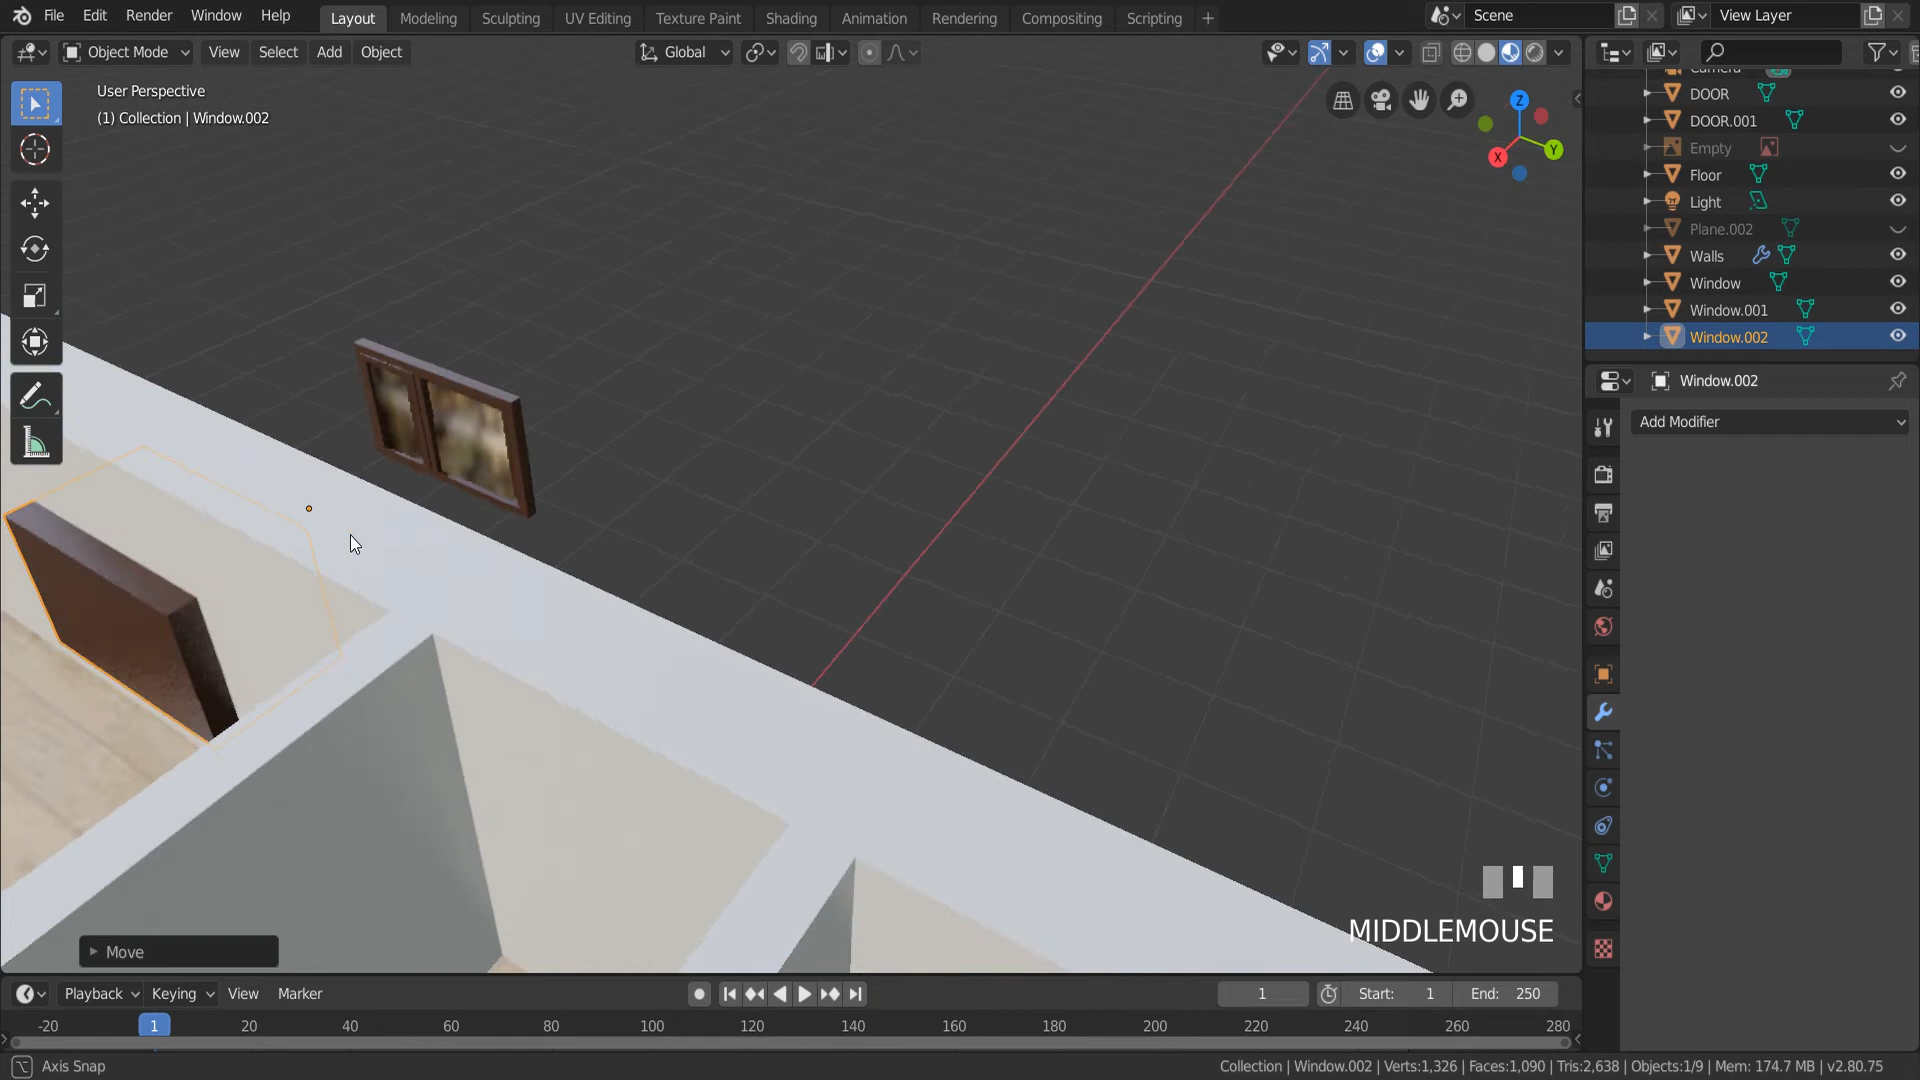 File Edit Render Window Help Layout Modeling Sculpting UV Editing Texture Paint Shading Animation Rendering Compositing Scripting + Scene View Layer
Object Mode View Select Add Object Global
User Perspective
(1) Collection | Window.002
Z
Y
X
Camera
DOOR
DOOR.001
Empty
Floor
Light
Plane.002
Walls
Window
Window.001
Window.002
Window.002
Add Modifier
MIDDLEMOUSE
Move
Playback Keying View Marker 1 Start: 1 End: 250
-20 1 20 40 60 80 100 120 140 160 180 200 220 240 260 280
Axis Snap Collection | Window.002 | Verts:1,326 | Faces:1,090 | Tris:2,638 | Objects:1/9 | Mem: 174.7 MB | v2.80.75